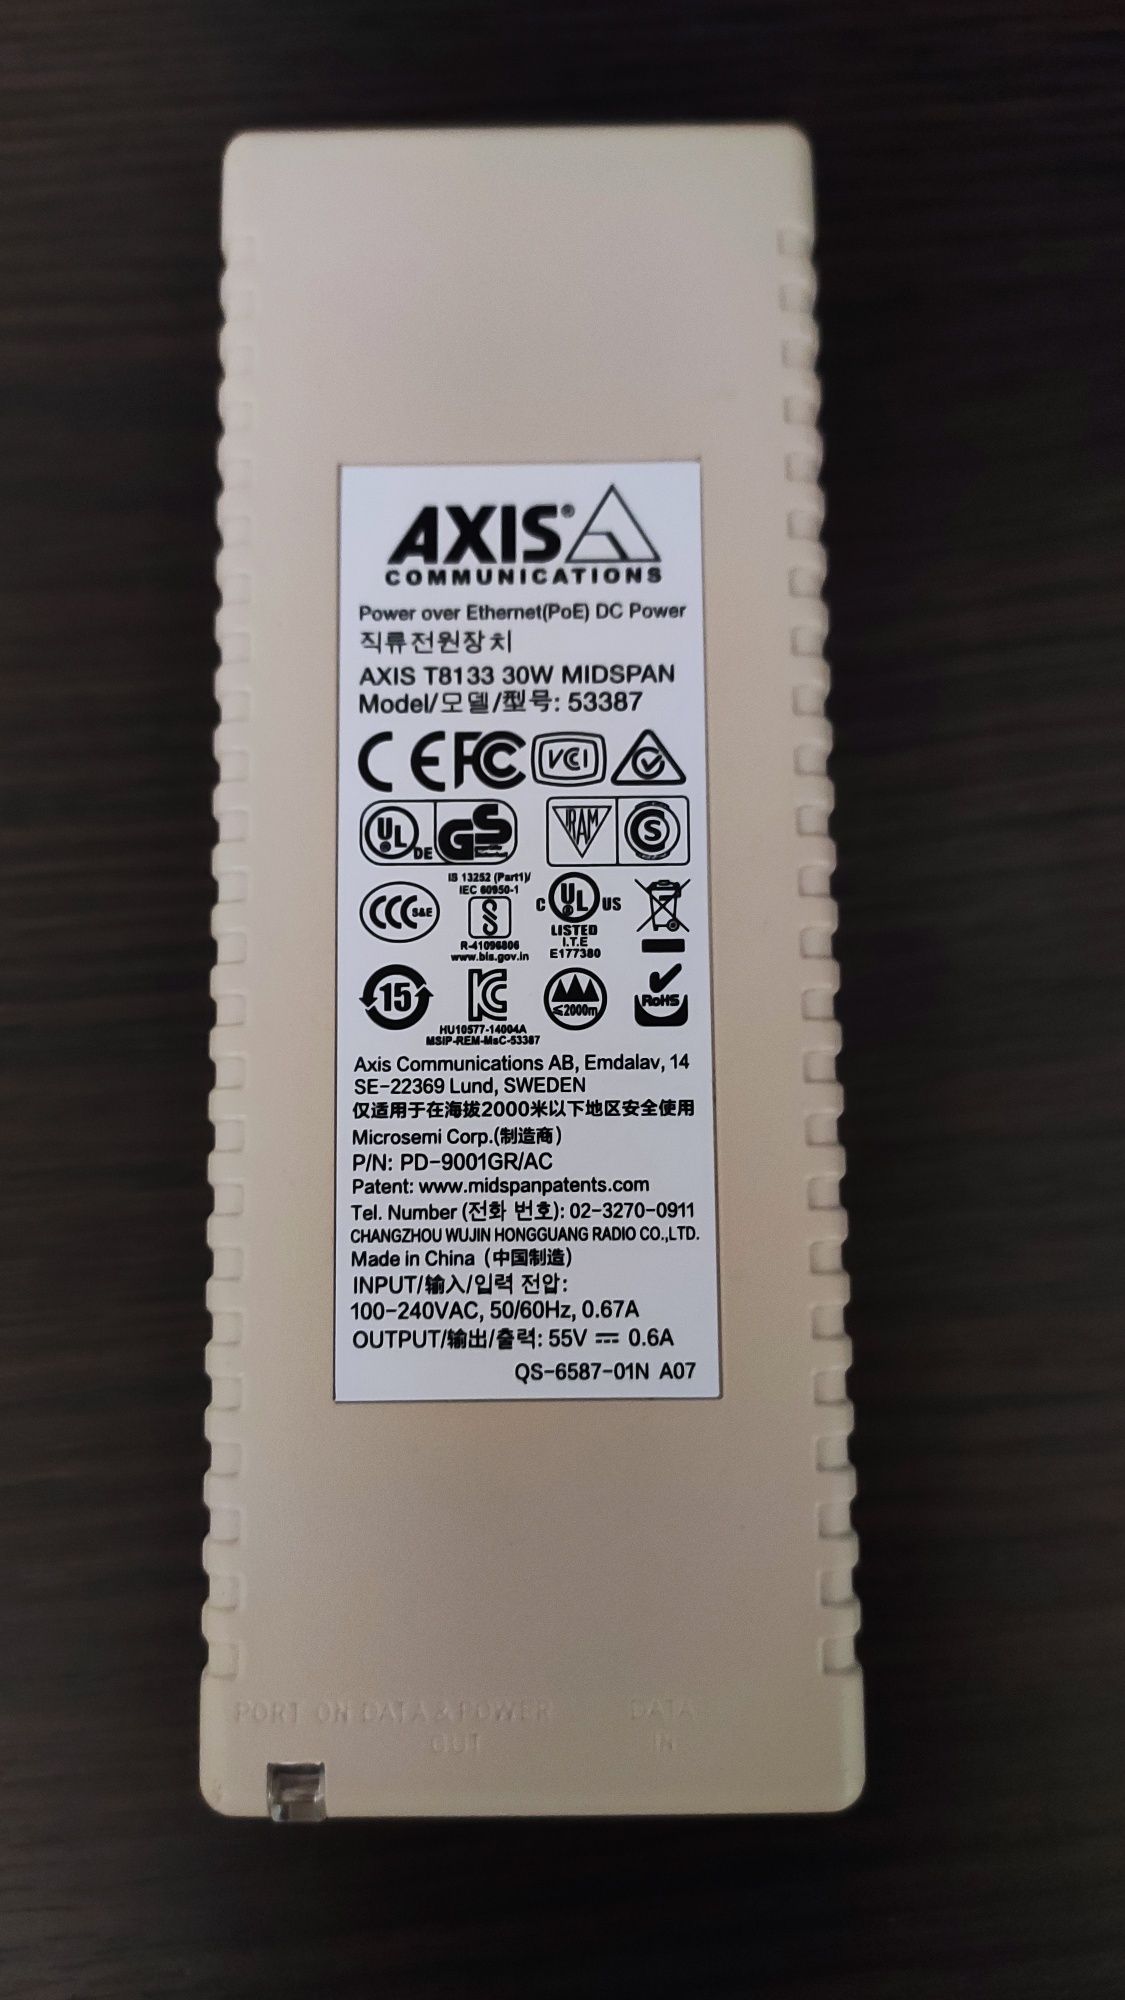 AXIS®
COMMUNICATIONS
Power over Ethernet(PoE) DC Power
직류전원장치
AXIS T8133 30W MIDSPAN
Model/모델/型号: 53387
CE FC VCI
UL DE GS IRAM S
CCC S&E
IS 13252 (Part1)/
IEC 60950-1
R-41096806
www.bis.gov.in
C UL US
LISTED
I.T.E
E177380
15
HU10577-14004A
MSIP-REM-MsC-53387
≤2000m
RoHS
Axis Communications AB, Emdalav, 14
SE-22369 Lund, SWEDEN
仅适用于在海拔2000米以下地区安全使用
Microsemi Corp.(制造商)
P/N: PD-9001GR/AC
Patent: www.midspanpatents.com
Tel. Number (전화 번호): 02-3270-0911
CHANGZHOU WUJIN HONGGUANG RADIO CO.,LTD.
Made in China (中国制造)
INPUT/输入/입력 전압:
100-240VAC, 50/60Hz, 0.67A
OUTPUT/输出/출력: 55V ⎓ 0.6A
QS-6587-01N A07
PORT ON DATA & POWER DATA
OUT IN